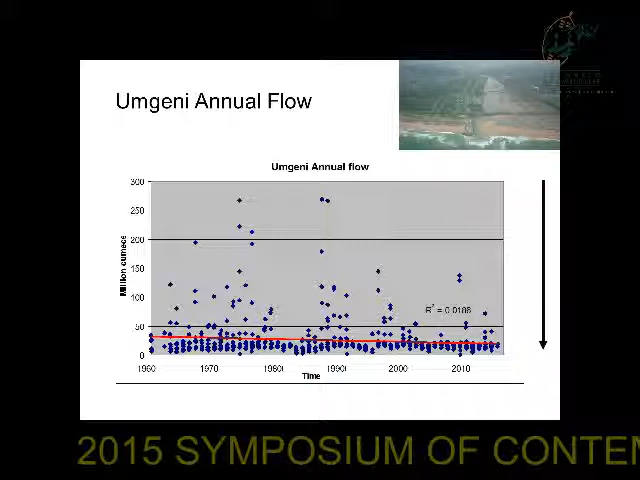 Umgeni Annual Flow
Umgeni Annual flow
Million cumecs
300
250
200
150
100
50
0
R² = 0.0186
1960 1970 1980 1990 2000 2010
Time
2015 SYMPOSIUM OF CONTEN